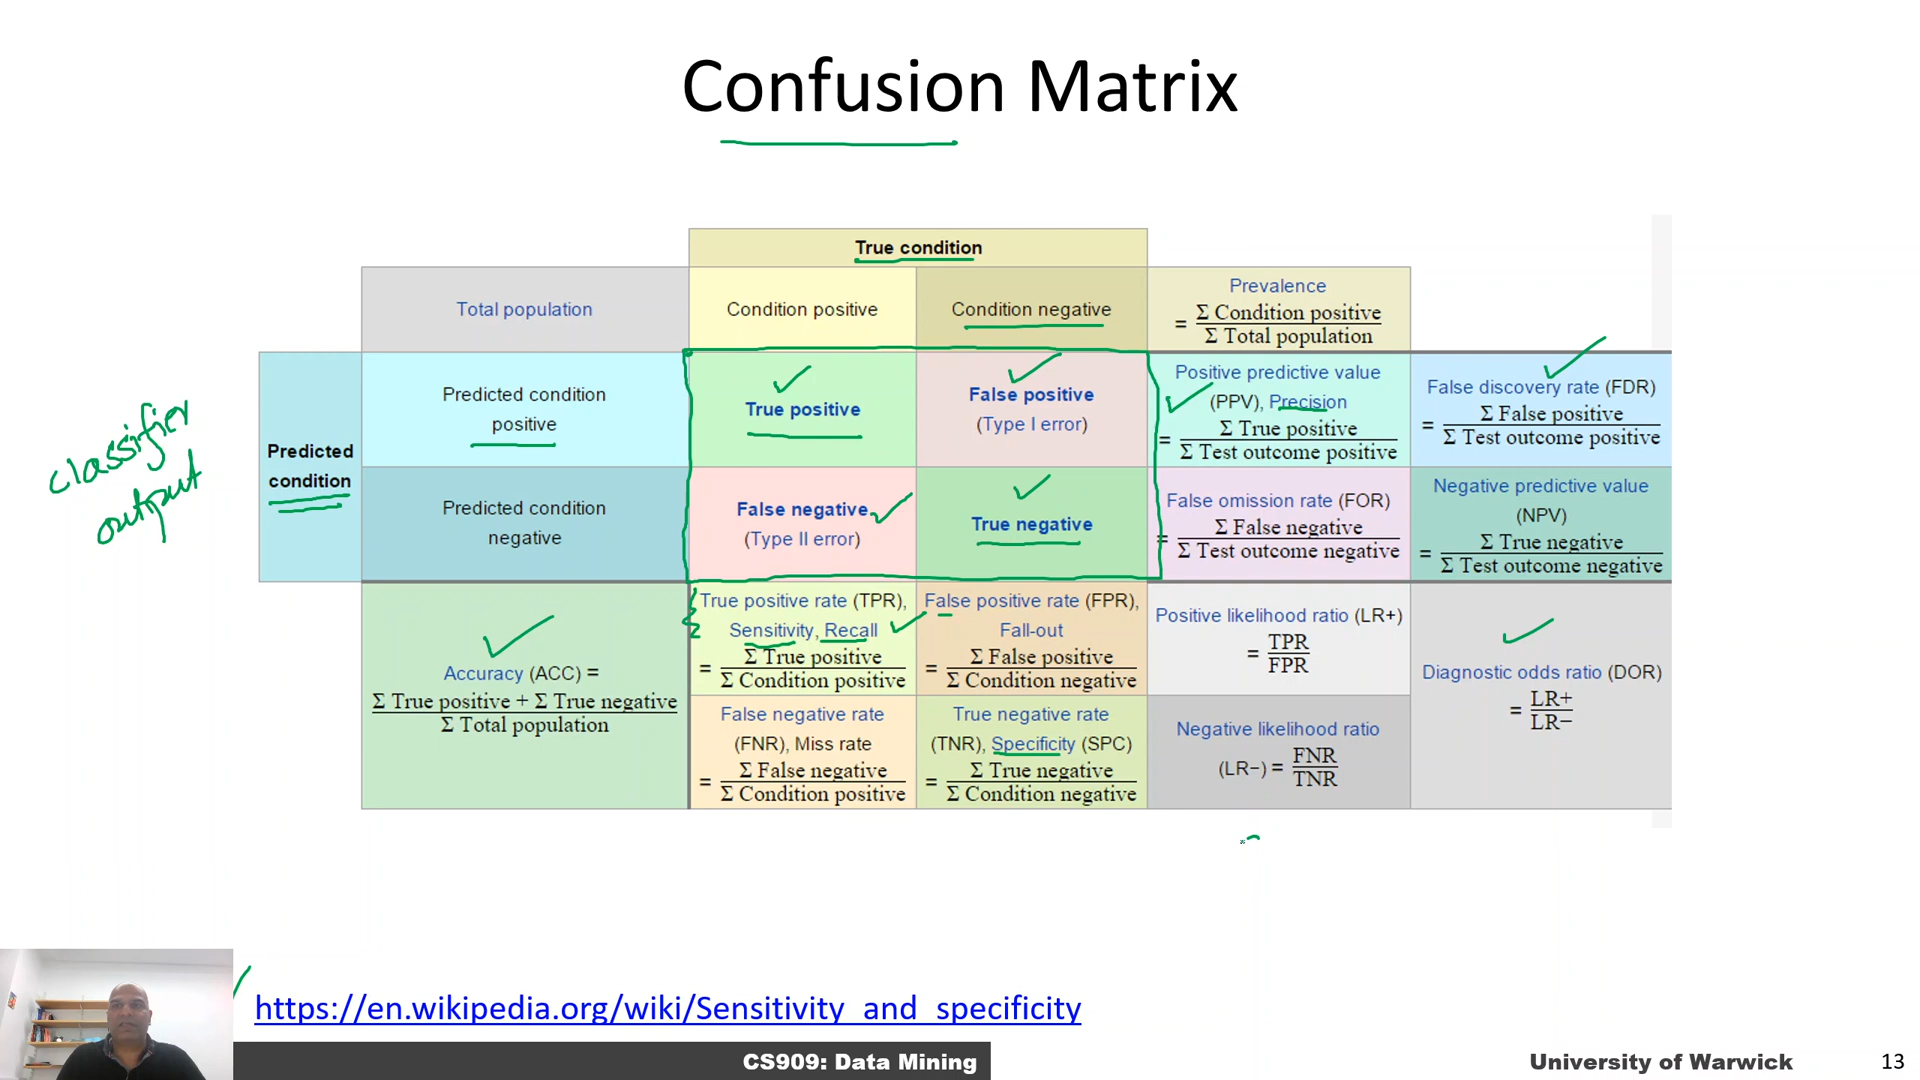 Confusion Matrix
True condition
Total population
Condition positive
Condition negative
Prevalence
= Σ Condition positive
Σ Total population
classifier
output
Predicted
condition
Predicted condition
positive
True positive
False positive
(Type I error)
Positive predictive value
(PPV), Precision
= Σ True positive
Σ Test outcome positive
False discovery rate (FDR)
= Σ False positive
Σ Test outcome positive
Predicted condition
negative
False negative
(Type II error)
True negative
False omission rate (FOR)
= Σ False negative
Σ Test outcome negative
Negative predictive value
(NPV)
= Σ True negative
Σ Test outcome negative
Accuracy (ACC) =
Σ True positive + Σ True negative
Σ Total population
True positive rate (TPR),
Sensitivity, Recall
= Σ True positive
Σ Condition positive
False positive rate (FPR),
Fall-out
= Σ False positive
Σ Condition negative
Positive likelihood ratio (LR+)
= TPR
FPR
Diagnostic odds ratio (DOR)
= LR+
LR−
False negative rate
(FNR), Miss rate
= Σ False negative
Σ Condition positive
True negative rate
(TNR), Specificity (SPC)
= Σ True negative
Σ Condition negative
Negative likelihood ratio
(LR−) = FNR
TNR
https://en.wikipedia.org/wiki/Sensitivity_and_specificity
CS909: Data Mining
University of Warwick
13